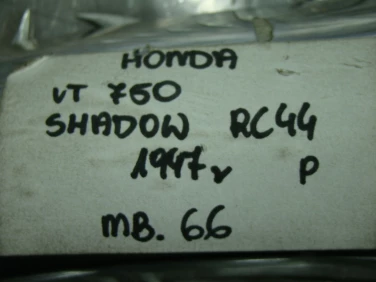 HONDA
VT 750
SHADOW RC44
1997r P
MB. 66